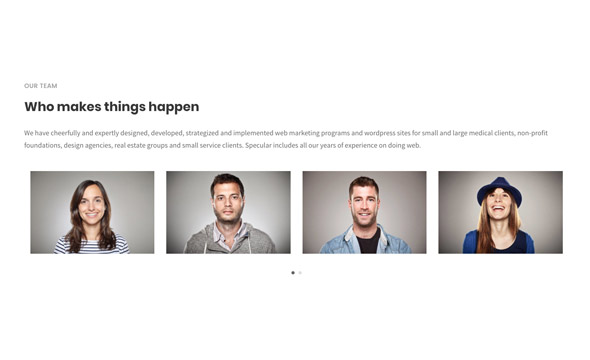 OUR TEAM
Who makes things happen
We have cheerfully and expertly designed, developed, strategized and implemented web marketing programs and wordpress sites for small and large medical clients, non-profit
foundations, design agencies, real estate groups and small service clients. Specular includes all our years of experience on doing web.